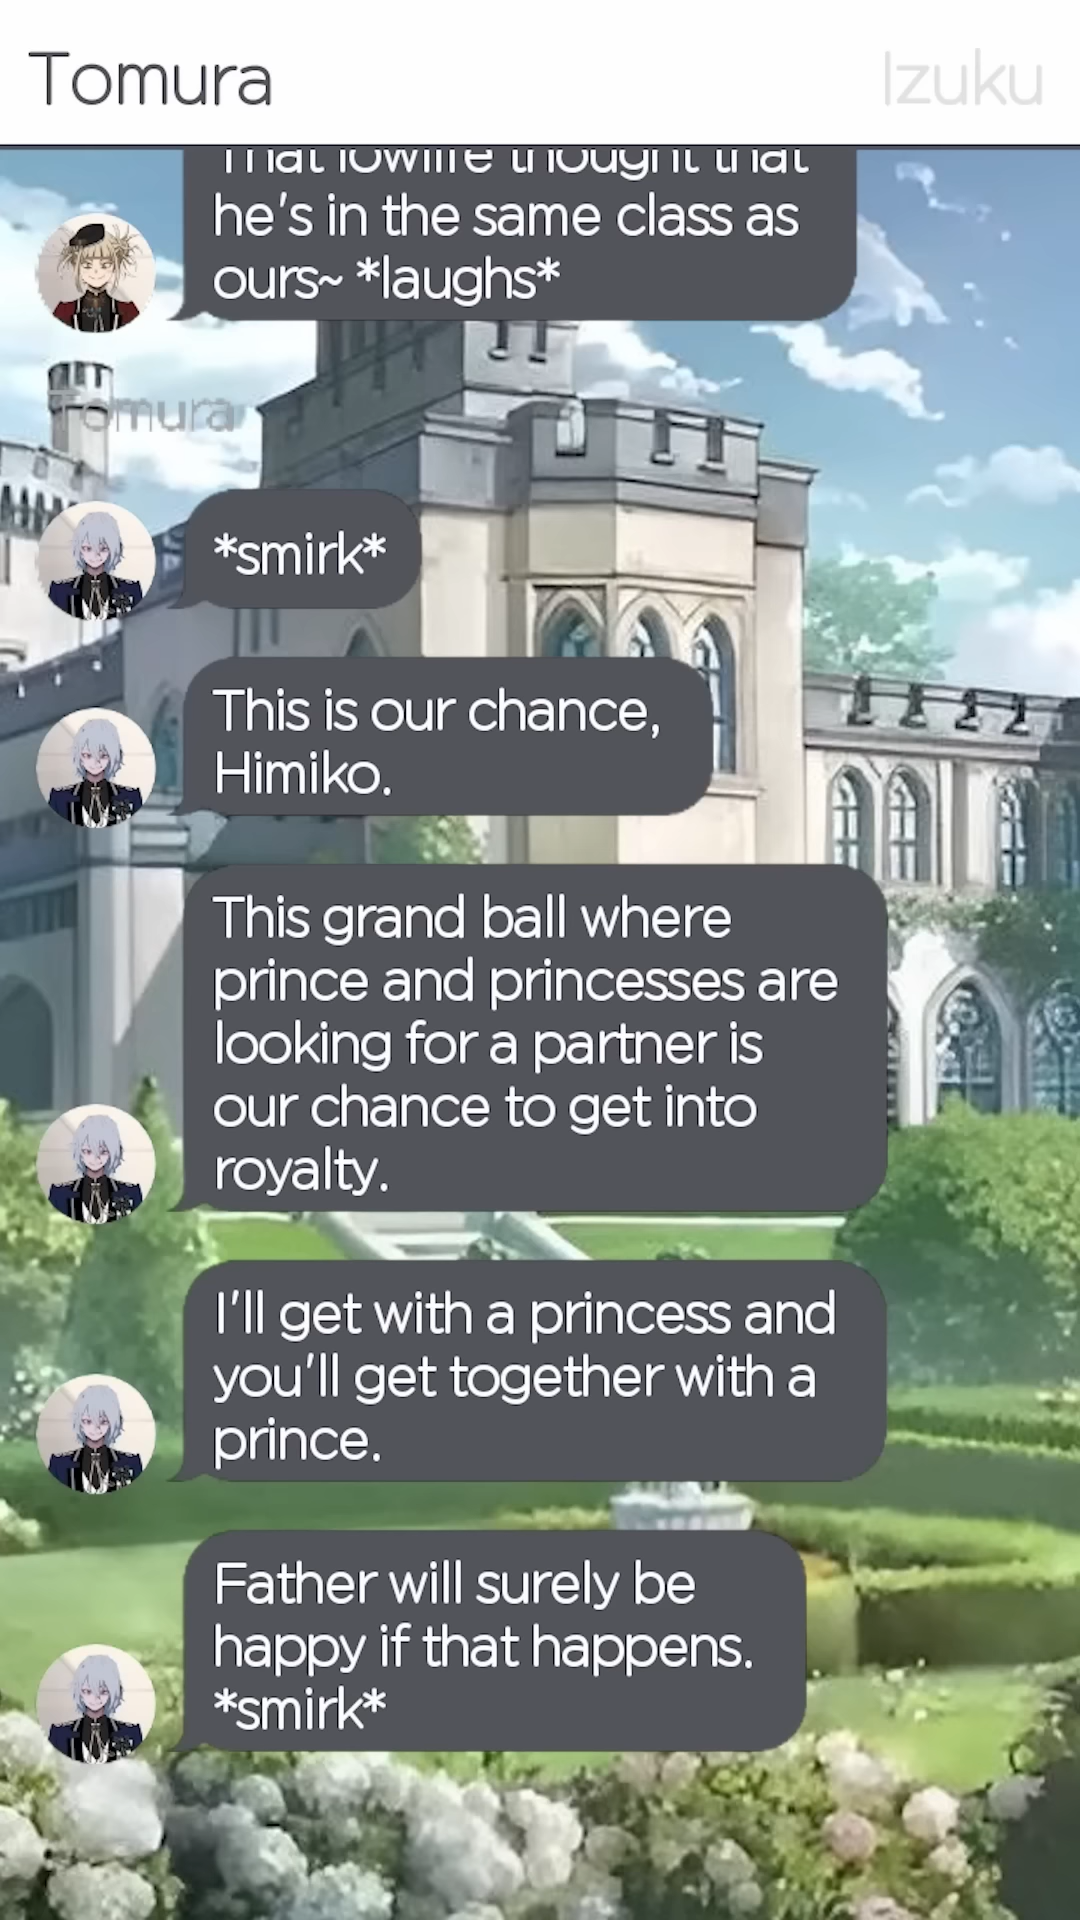 Tomura
Izuku
That lowlife thought that
he's in the same class as
ours~ *laughs*
Tomura
*smirk*
This is our chance,
Himiko.
This grand ball where
prince and princesses are
looking for a partner is
our chance to get into
royalty.
I'll get with a princess and
you'll get together with a
prince.
Father will surely be
happy if that happens.
*smirk*